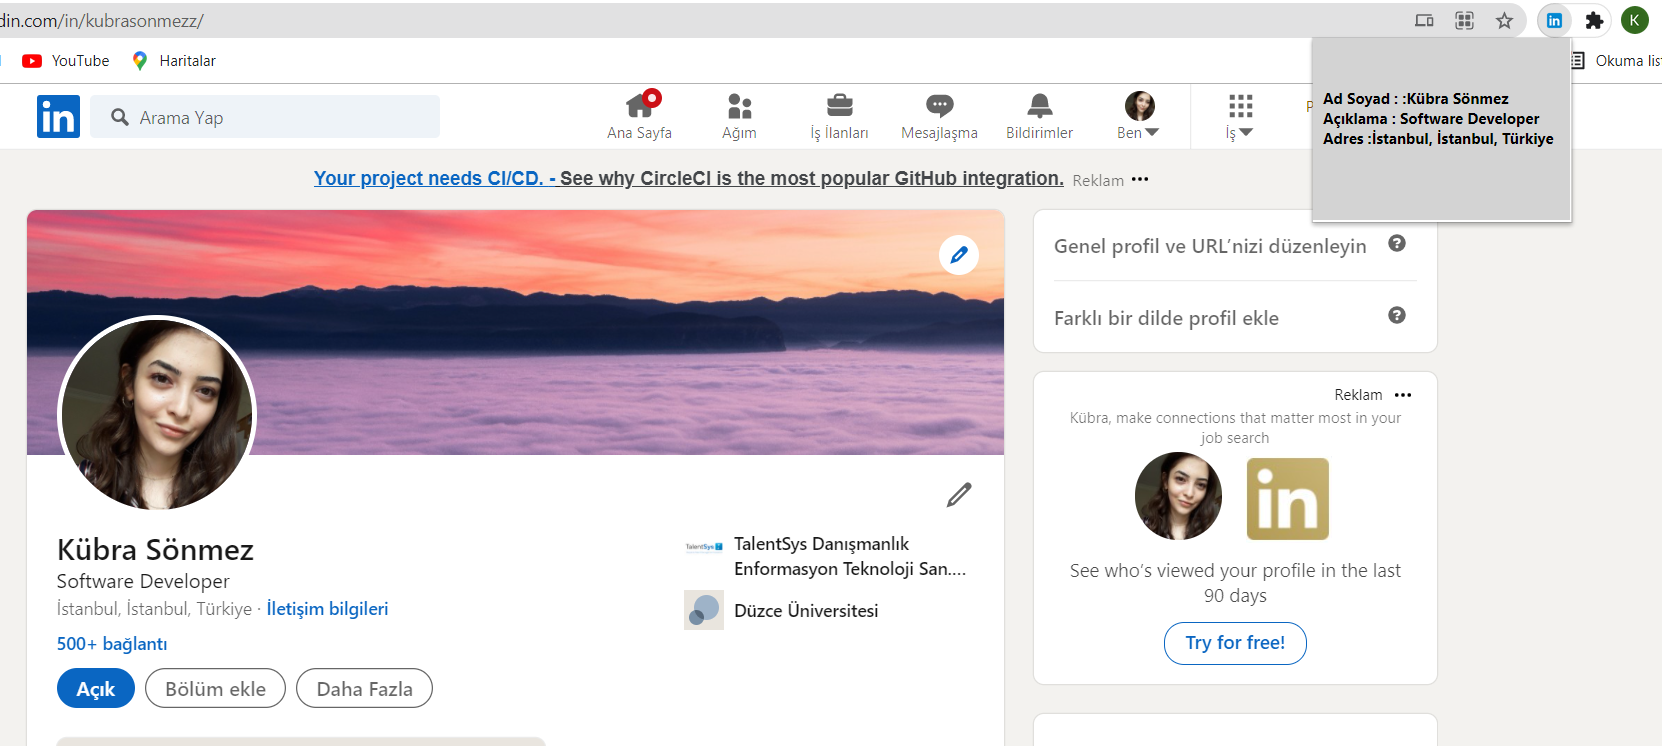 din.com/in/kubrasonmezz/
K
YouTube
Haritalar
Okuma lis
in
Arama Yap
Ana Sayfa
Ağım
İş İlanları
Mesajlaşma
Bildirimler
Ben
İş
Ad Soyad : :Kübra Sönmez
Açıklama : Software Developer
Adres :İstanbul, İstanbul, Türkiye
Your project needs CI/CD. - See why CircleCI is the most popular GitHub integration.
Reklam
Genel profil ve URL’nizi düzenleyin
Farklı bir dilde profil ekle
Reklam
Kübra, make connections that matter most in your
job search
in
See who’s viewed your profile in the last
90 days
Try for free!
Kübra Sönmez
Software Developer
İstanbul, İstanbul, Türkiye · İletişim bilgileri
500+ bağlantı
Açık
Bölüm ekle
Daha Fazla
TalentSys
TalentSys Danışmanlık
Enformasyon Teknoloji San....
Düzce Üniversitesi